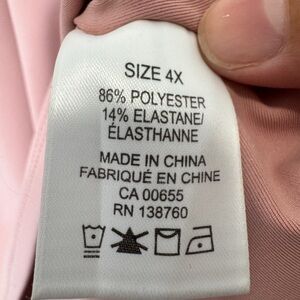 SIZE 4X
86% POLYESTER
14% ELASTANE/
ÉLASTHANNE
MADE IN CHINA
FABRIQUÉ EN CHINE
CA 00655
RN 138760